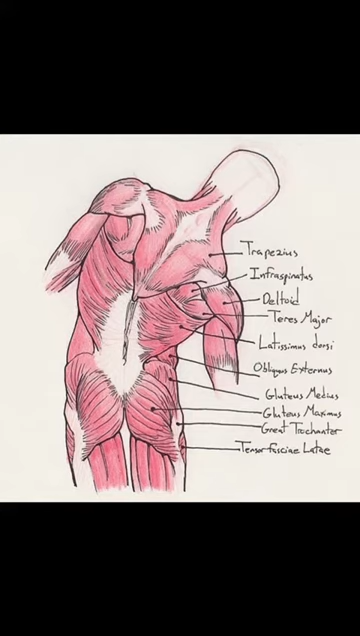 Trapezius
Infraspinatus
Deltoid
Teres Major
Latissimus dorsi
Obliquus Externus
Gluteus Medius
Gluteus Maximus
Great Trochanter
Tensor fasciae Latae